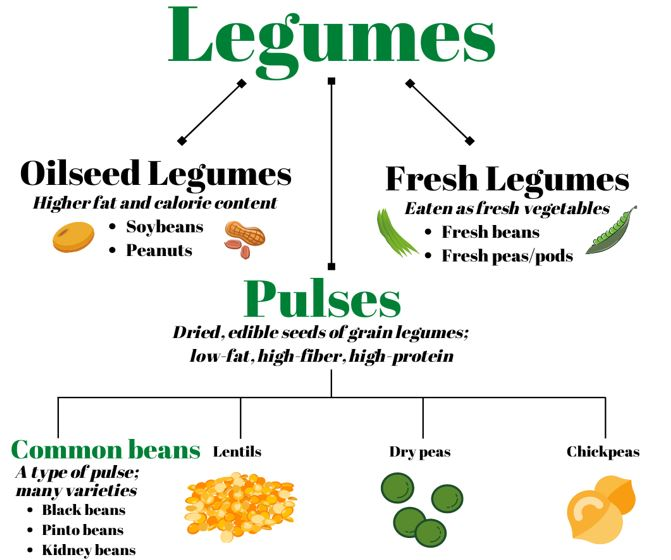 Legumes
Oilseed Legumes
Higher fat and calorie content
• Soybeans
• Peanuts
Fresh Legumes
Eaten as fresh vegetables
• Fresh beans
• Fresh peas/pods
Pulses
Dried, edible seeds of grain legumes;
low-fat, high-fiber, high-protein
Common beans
A type of pulse;
many varieties
• Black beans
• Pinto beans
• Kidney beans
Lentils
Dry peas
Chickpeas